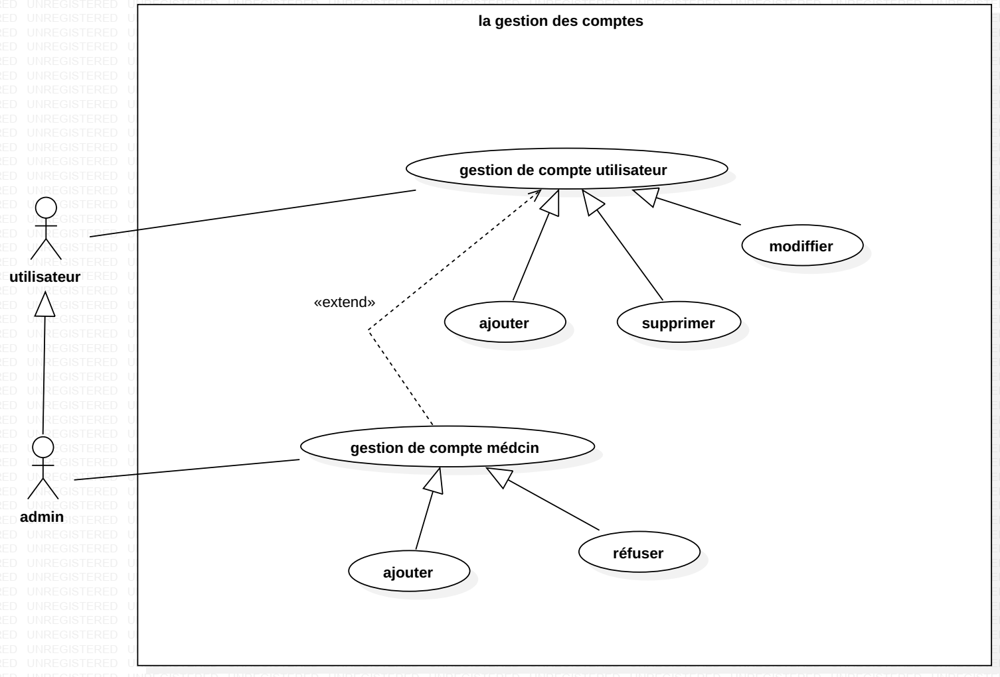 la gestion des comptes
gestion de compte utilisateur
modiffier
utilisateur
«extend»
ajouter
supprimer
gestion de compte médcin
admin
réfuser
ajouter
UNREGISTERED